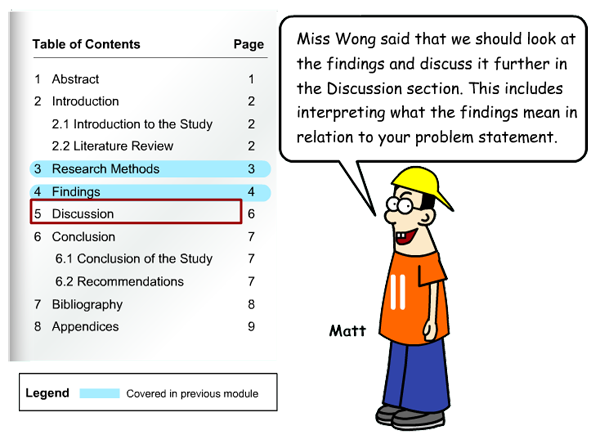 Table of Contents Page
1 Abstract 1
2 Introduction 2
2.1 Introduction to the Study 2
2.2 Literature Review 2
3 Research Methods 3
4 Findings 4
5 Discussion 6
6 Conclusion 7
6.1 Conclusion of the Study 7
6.2 Recommendations 7
7 Bibliography 8
8 Appendices 9
Legend Covered in previous module
Miss Wong said that we should look at
the findings and discuss it further in
the Discussion section. This includes
interpreting what the findings mean in
relation to your problem statement.
Matt